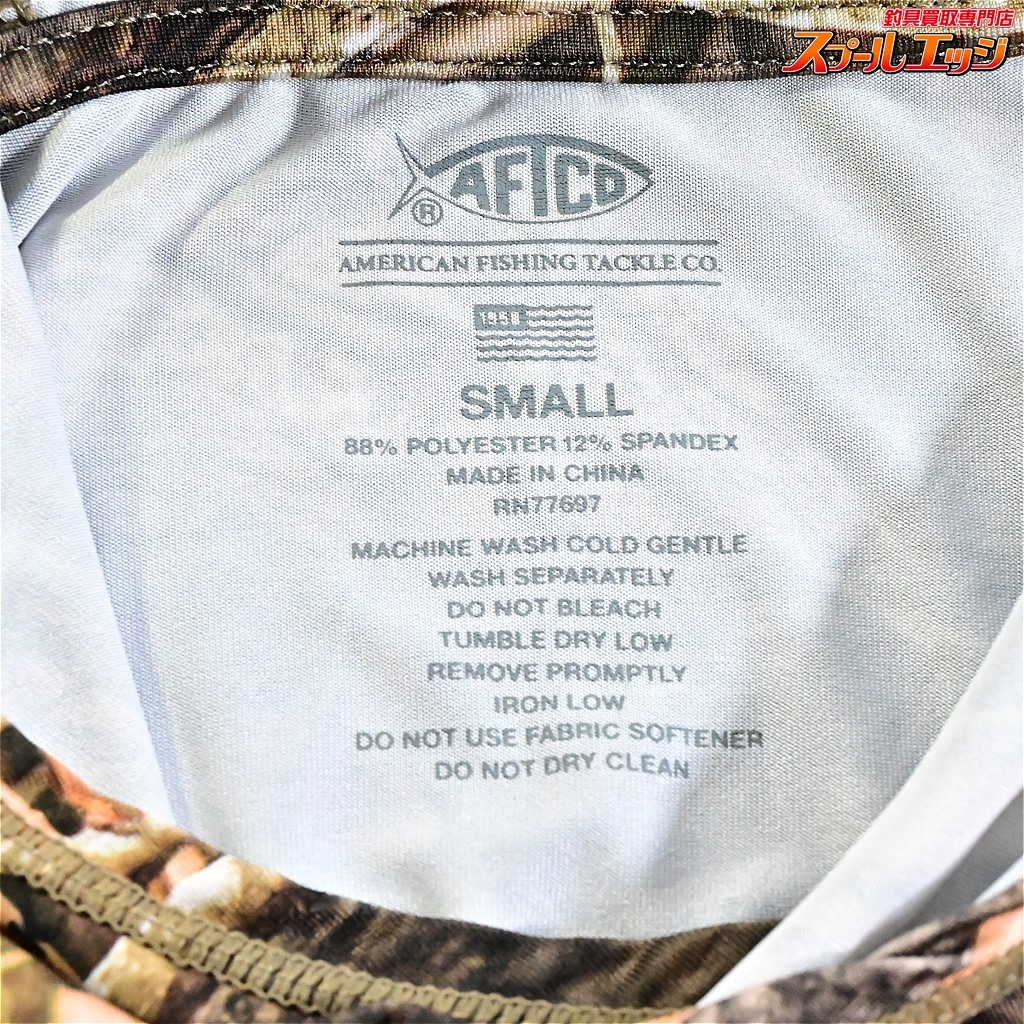 釣具買取専門店
スプールエッジ
AFTCO
®
AMERICAN FISHING TACKLE CO.
1958
SMALL
88% POLYESTER 12% SPANDEX
MADE IN CHINA
RN77697
MACHINE WASH COLD GENTLE
WASH SEPARATELY
DO NOT BLEACH
TUMBLE DRY LOW
REMOVE PROMPTLY
IRON LOW
DO NOT USE FABRIC SOFTENER
DO NOT DRY CLEAN